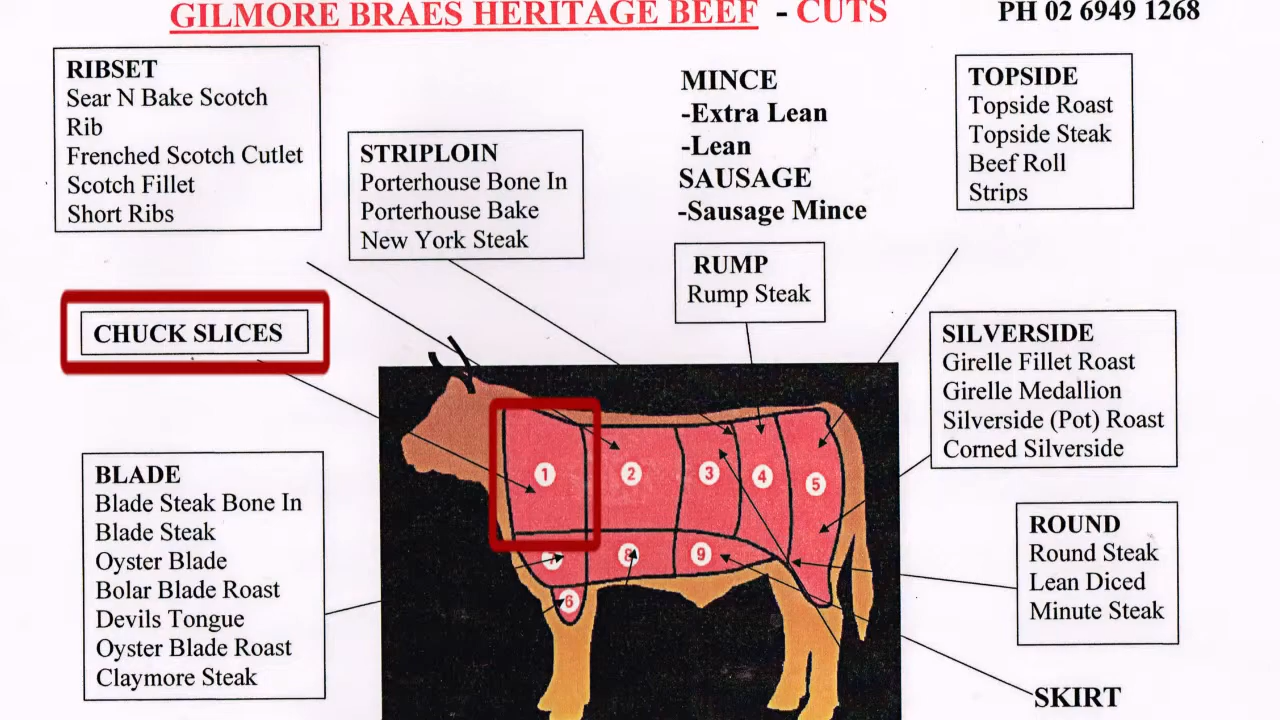 GILMORE BRAES HERITAGE BEEF - CUTS
PH 02 6949 1268
RIBSET
Sear N Bake Scotch
Rib
Frenched Scotch Cutlet
Scotch Fillet
Short Ribs
STRIPLOIN
Porterhouse Bone In
Porterhouse Bake
New York Steak
MINCE
-Extra Lean
-Lean
SAUSAGE
-Sausage Mince
TOPSIDE
Topside Roast
Topside Steak
Beef Roll
Strips
RUMP
Rump Steak
CHUCK SLICES
SILVERSIDE
Girelle Fillet Roast
Girelle Medallion
Silverside (Pot) Roast
Corned Silverside
BLADE
Blade Steak Bone In
Blade Steak
Oyster Blade
Bolar Blade Roast
Devils Tongue
Oyster Blade Roast
Claymore Steak
1
2
3
4
5
7
8
9
6
ROUND
Round Steak
Lean Diced
Minute Steak
SKIRT